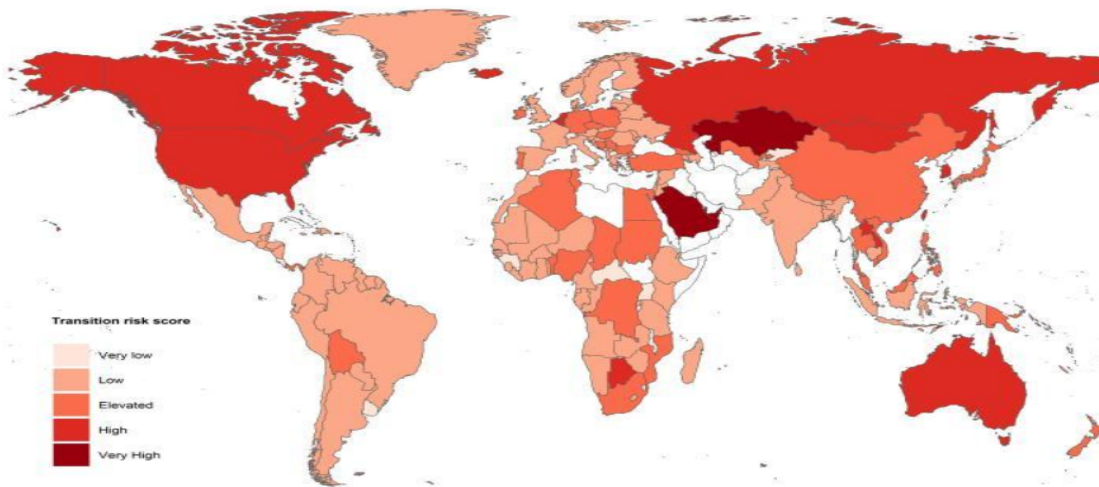 Transition risk score
Very low
Low
Elevated
High
Very High